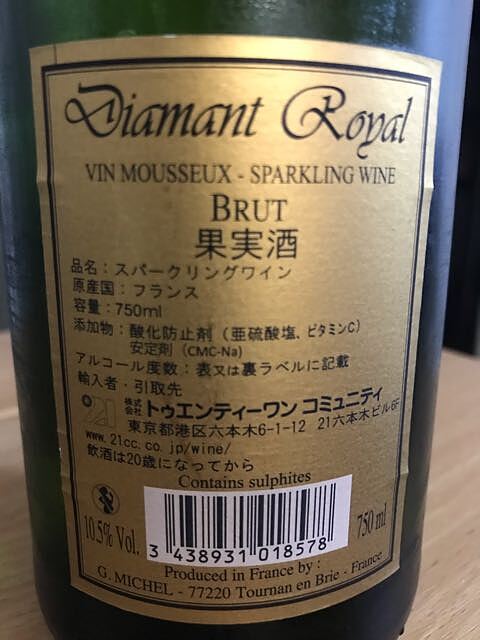 Diamant Royal
VIN MOUSSEUX - SPARKLING WINE
BRUT
果実酒
品名：スパークリングワイン
原産国：フランス
容量：750ml
添加物：酸化防止剤（亜硫酸塩、ビタミンC）
安定剤（CMC-Na）
アルコール度数：表又は裏ラベルに記載
輸入者・引取先
21 株式会社 トゥエンティーワン コミュニティ
東京都港区六本木6-1-12 21六本木ビル6F
www.21cc.co.jp/wine/
飲酒は20歳になってから
Contains sulphites
10.5% Vol.
3 438931 018578
750 ml
Produced in France by :
G. MICHEL - 77220 Tournan en Brie - France